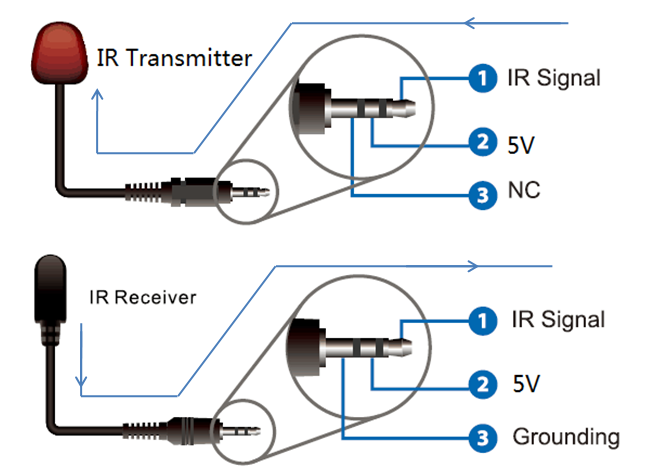 IR Transmitter
1 IR Signal
2 5V
3 NC
IR Receiver
1 IR Signal
2 5V
3 Grounding